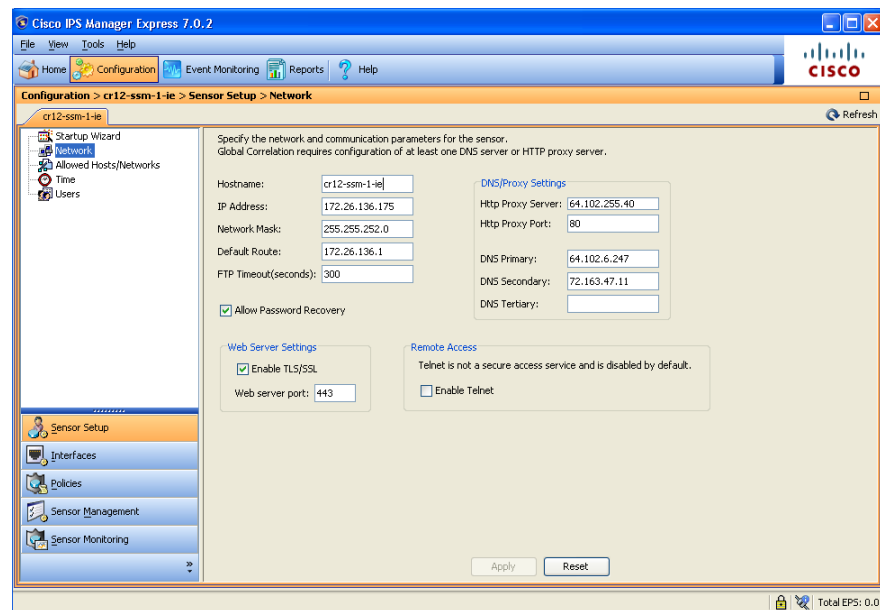 Cisco IPS Manager Express 7.0.2
File View Tools Help
Home Configuration Event Monitoring Reports Help
CISCO
Configuration > cr12-ssm-1-ie > Sensor Setup > Network
cr12-ssm-1-ie
Refresh
Startup Wizard
Network
Allowed Hosts/Networks
Time
Users
Sensor Setup
Interfaces
Policies
Sensor Management
Sensor Monitoring
Specify the network and communication parameters for the sensor.
Global Correlation requires configuration of at least one DNS server or HTTP proxy server.
Hostname: cr12-ssm-1-ie
IP Address: 172.26.136.175
Network Mask: 255.255.252.0
Default Route: 172.26.136.1
FTP Timeout(seconds): 300
Allow Password Recovery
DNS/Proxy Settings
Http Proxy Server: 64.102.255.40
Http Proxy Port: 80
DNS Primary: 64.102.6.247
DNS Secondary: 72.163.47.11
DNS Tertiary:
Web Server Settings
Enable TLS/SSL
Web server port: 443
Remote Access
Telnet is not a secure access service and is disabled by default.
Enable Telnet
Apply Reset
Total EPS: 0.0